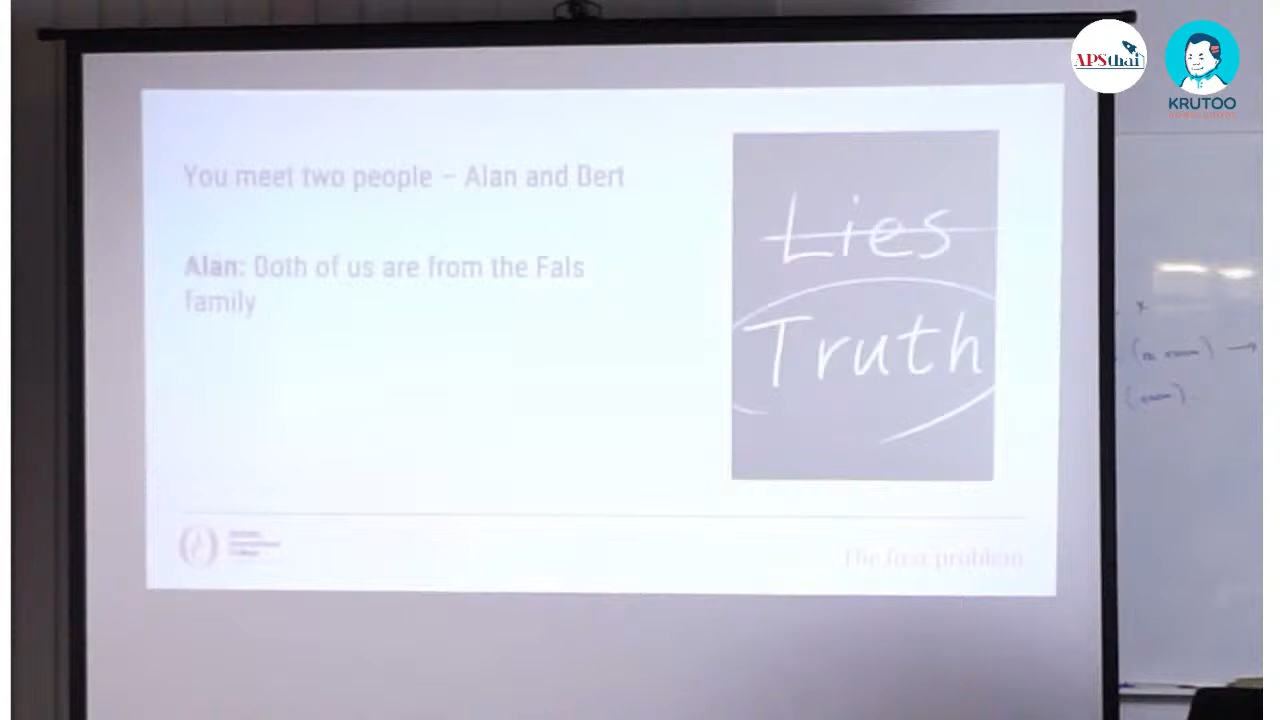 APSthai
KRUTOO
You meet two people – Alan and Bert
Alan: Both of us are from the Fals
family
Lies
Truth
The first problem